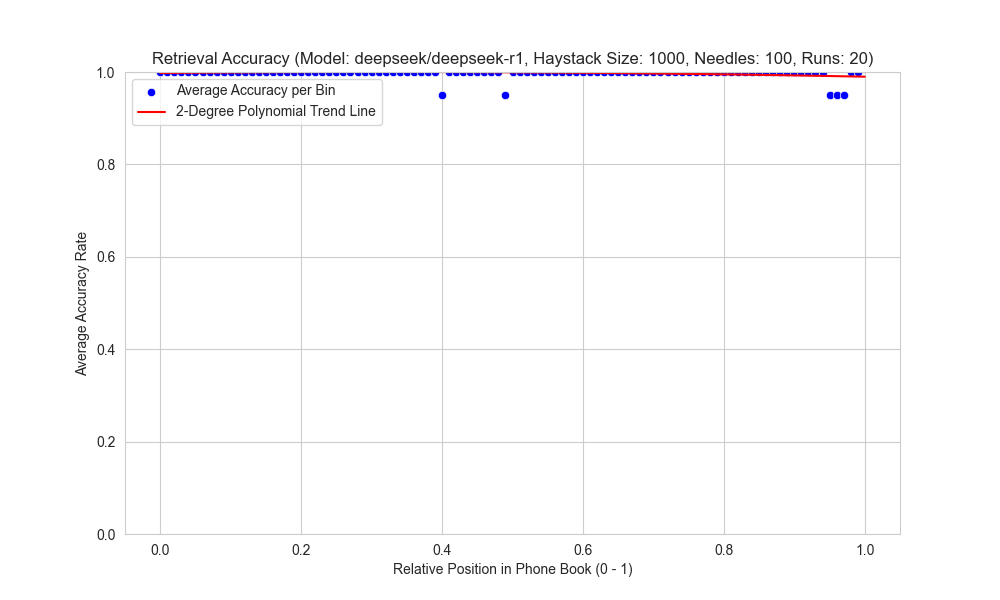 Retrieval Accuracy (Model: deepseek/deepseek-r1, Haystack Size: 1000, Needles: 100, Runs: 20)
Average Accuracy per Bin
2-Degree Polynomial Trend Line
Average Accuracy Rate
1.0
0.8
0.6
0.4
0.2
0.0
0.0 0.2 0.4 0.6 0.8 1.0
Relative Position in Phone Book (0 - 1)